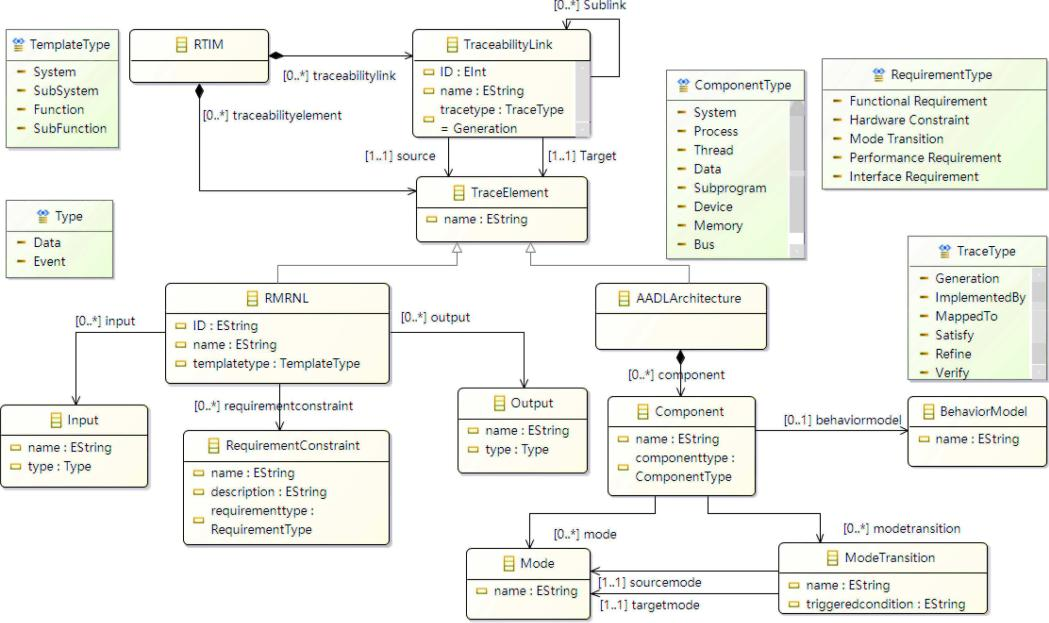 [0..*] Sublink
TemplateType
System
SubSystem
Function
SubFunction
RTIM
[0..*] traceabilitylink
[0..*] traceabilityelement
TraceabilityLink
ID : EInt
name : EString
tracetype : TraceType
= Generation
[1..1] source
[1..1] Target
ComponentType
System
Process
Thread
Data
Subprogram
Device
Memory
Bus
RequirementType
Functional Requirement
Hardware Constraint
Mode Transition
Performance Requirement
Interface Requirement
TraceElement
name : EString
Type
Data
Event
TraceType
Generation
ImplementedBy
MappedTo
Satisfy
Refine
Verify
RMRNL
ID : EString
name : EString
templatetype : TemplateType
AADLArchitecture
[0..*] input
[0..*] output
[0..*] component
[0..*] requirementconstraint
Input
name : EString
type : Type
RequirementConstraint
name : EString
description : EString
requirementtype :
RequirementType
Output
name : EString
type : Type
Component
name : EString
componenttype :
ComponentType
[0..1] behaviormodel
BehaviorModel
name : EString
[0..*] mode
[0..*] modetransition
Mode
name : EString
[1..1] sourcemode
[1..1] targetmode
ModeTransition
name : EString
triggeredcondition : EString